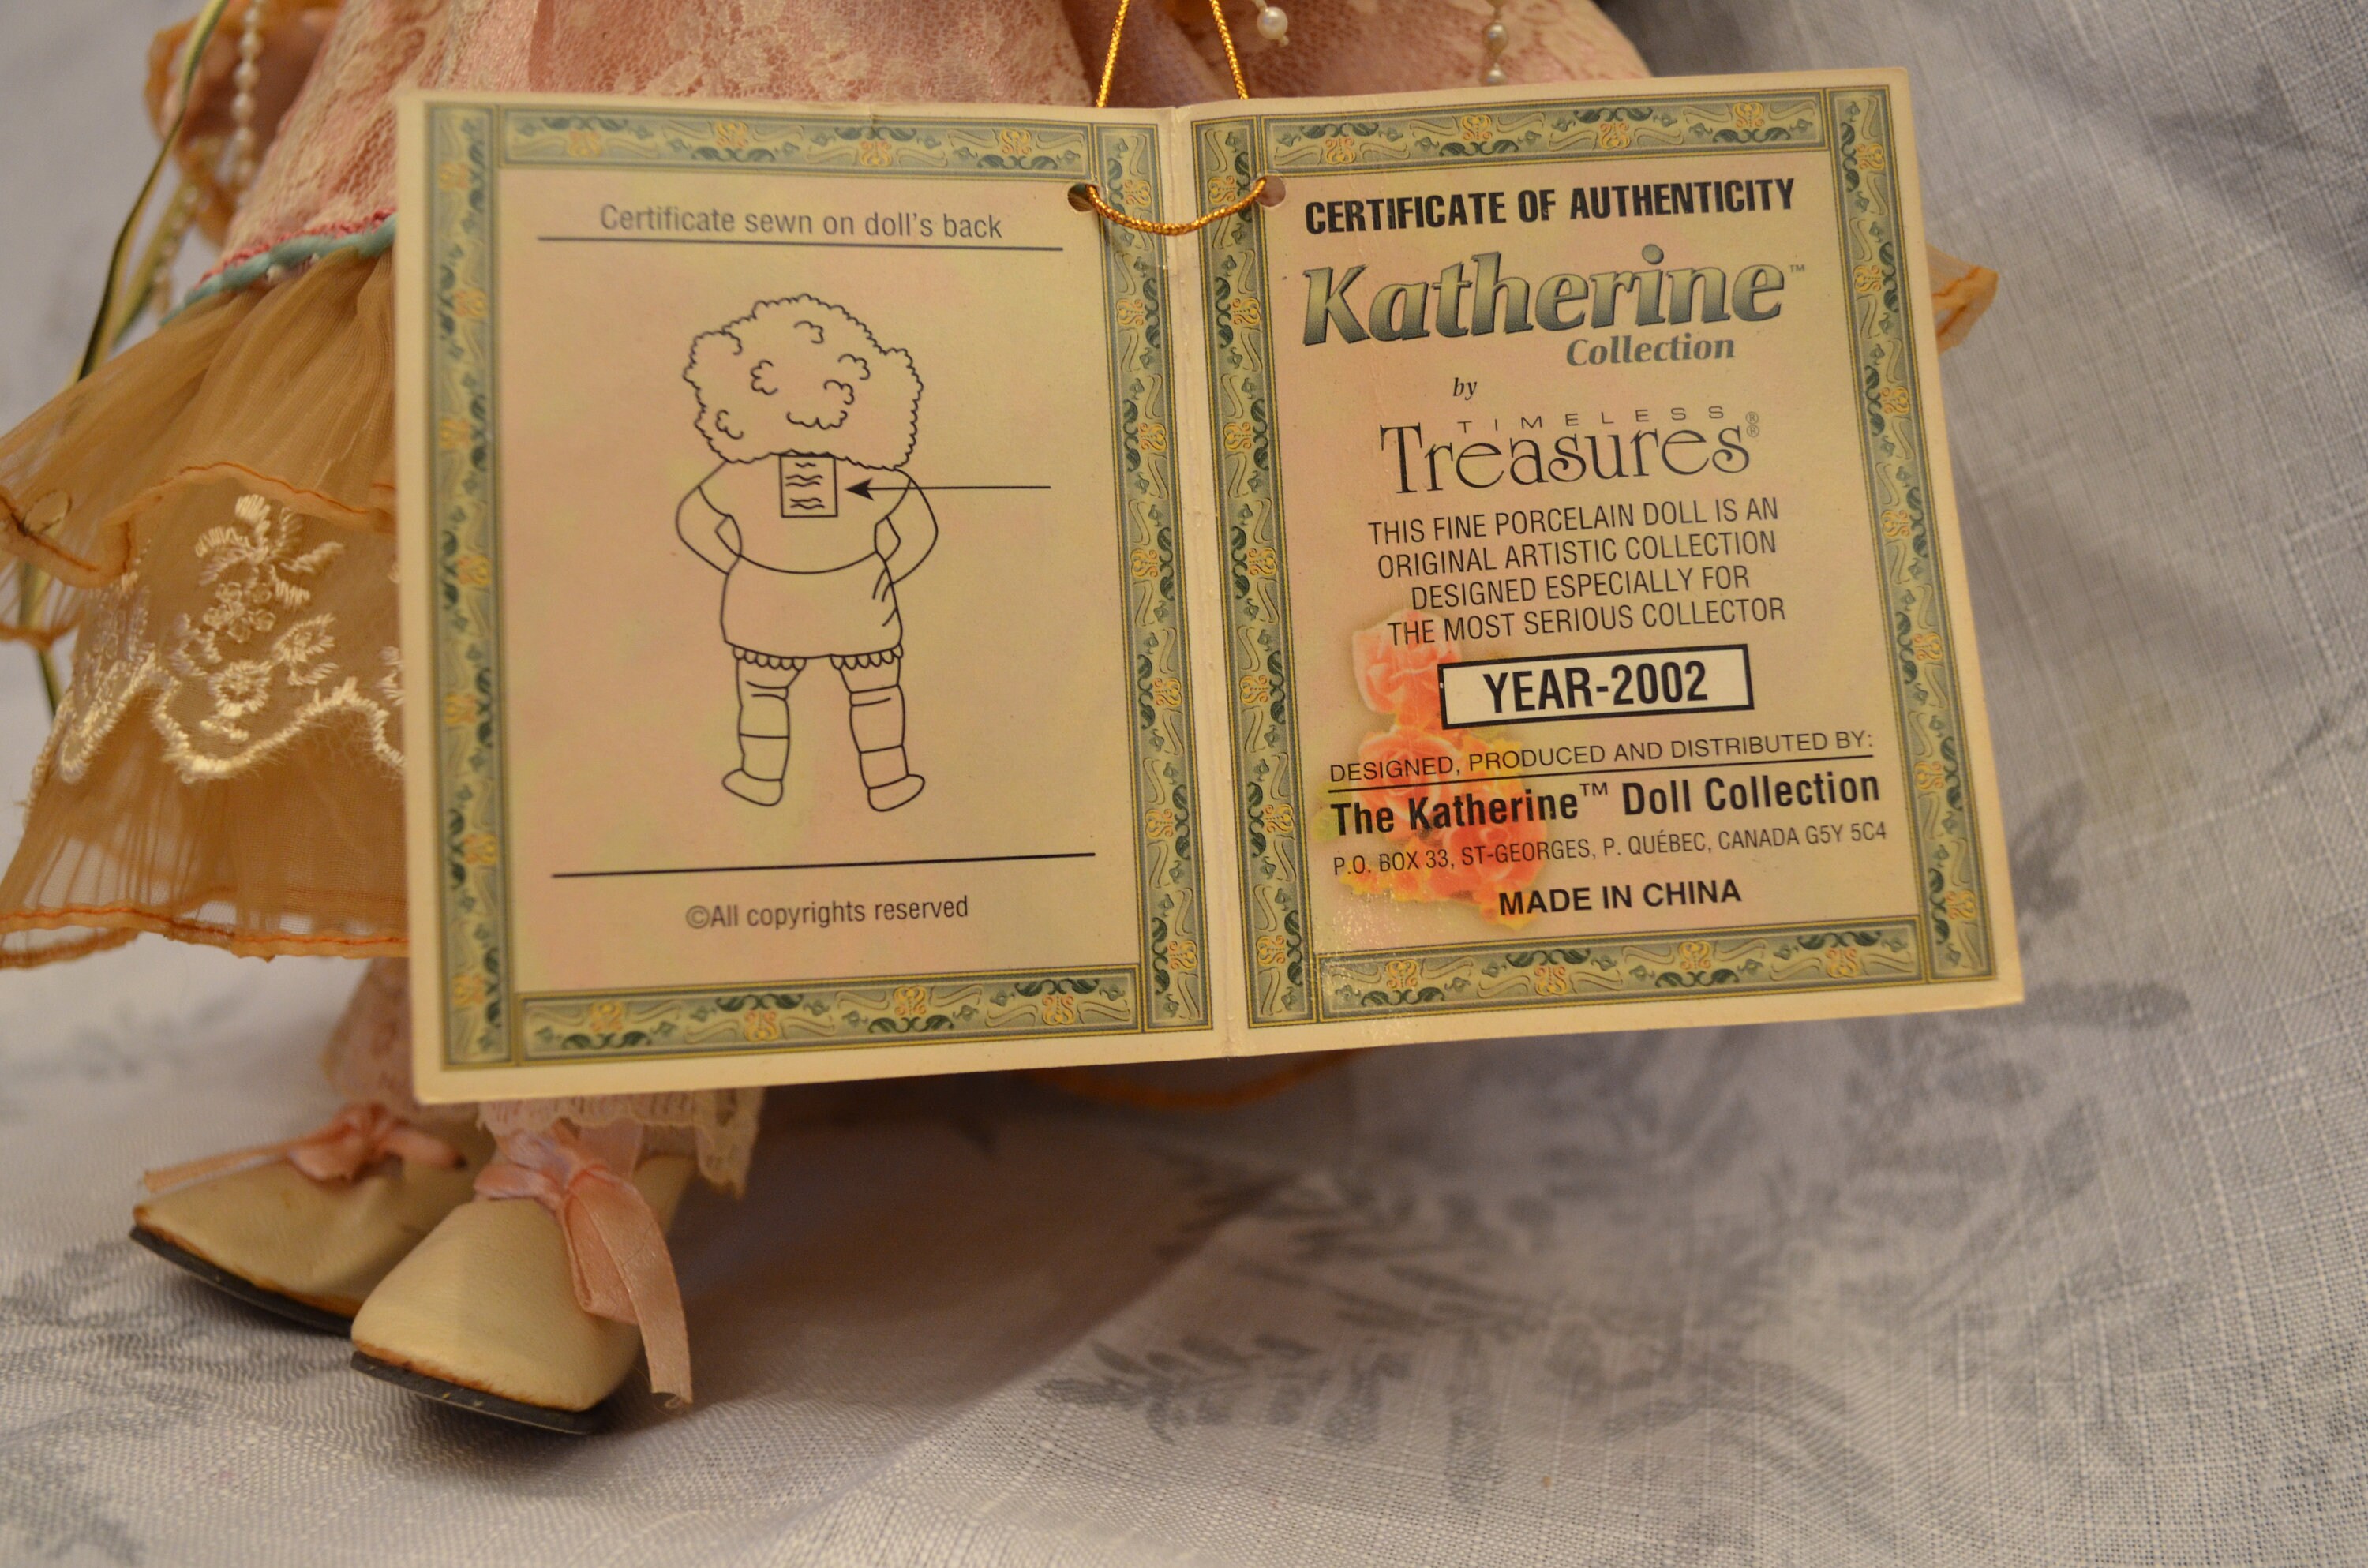 Certificate sewn on doll's back
©All copyrights reserved
CERTIFICATE OF AUTHENTICITY
Katherine™
Collection
by
TIMELESS
Treasures®
THIS FINE PORCELAIN DOLL IS AN
ORIGINAL ARTISTIC COLLECTION
DESIGNED ESPECIALLY FOR
THE MOST SERIOUS COLLECTOR
YEAR-2002
DESIGNED, PRODUCED AND DISTRIBUTED BY:
The Katherine™ Doll Collection
P.O. BOX 33, ST-GEORGES, P. QUÉBEC, CANADA G5Y 5C4
MADE IN CHINA